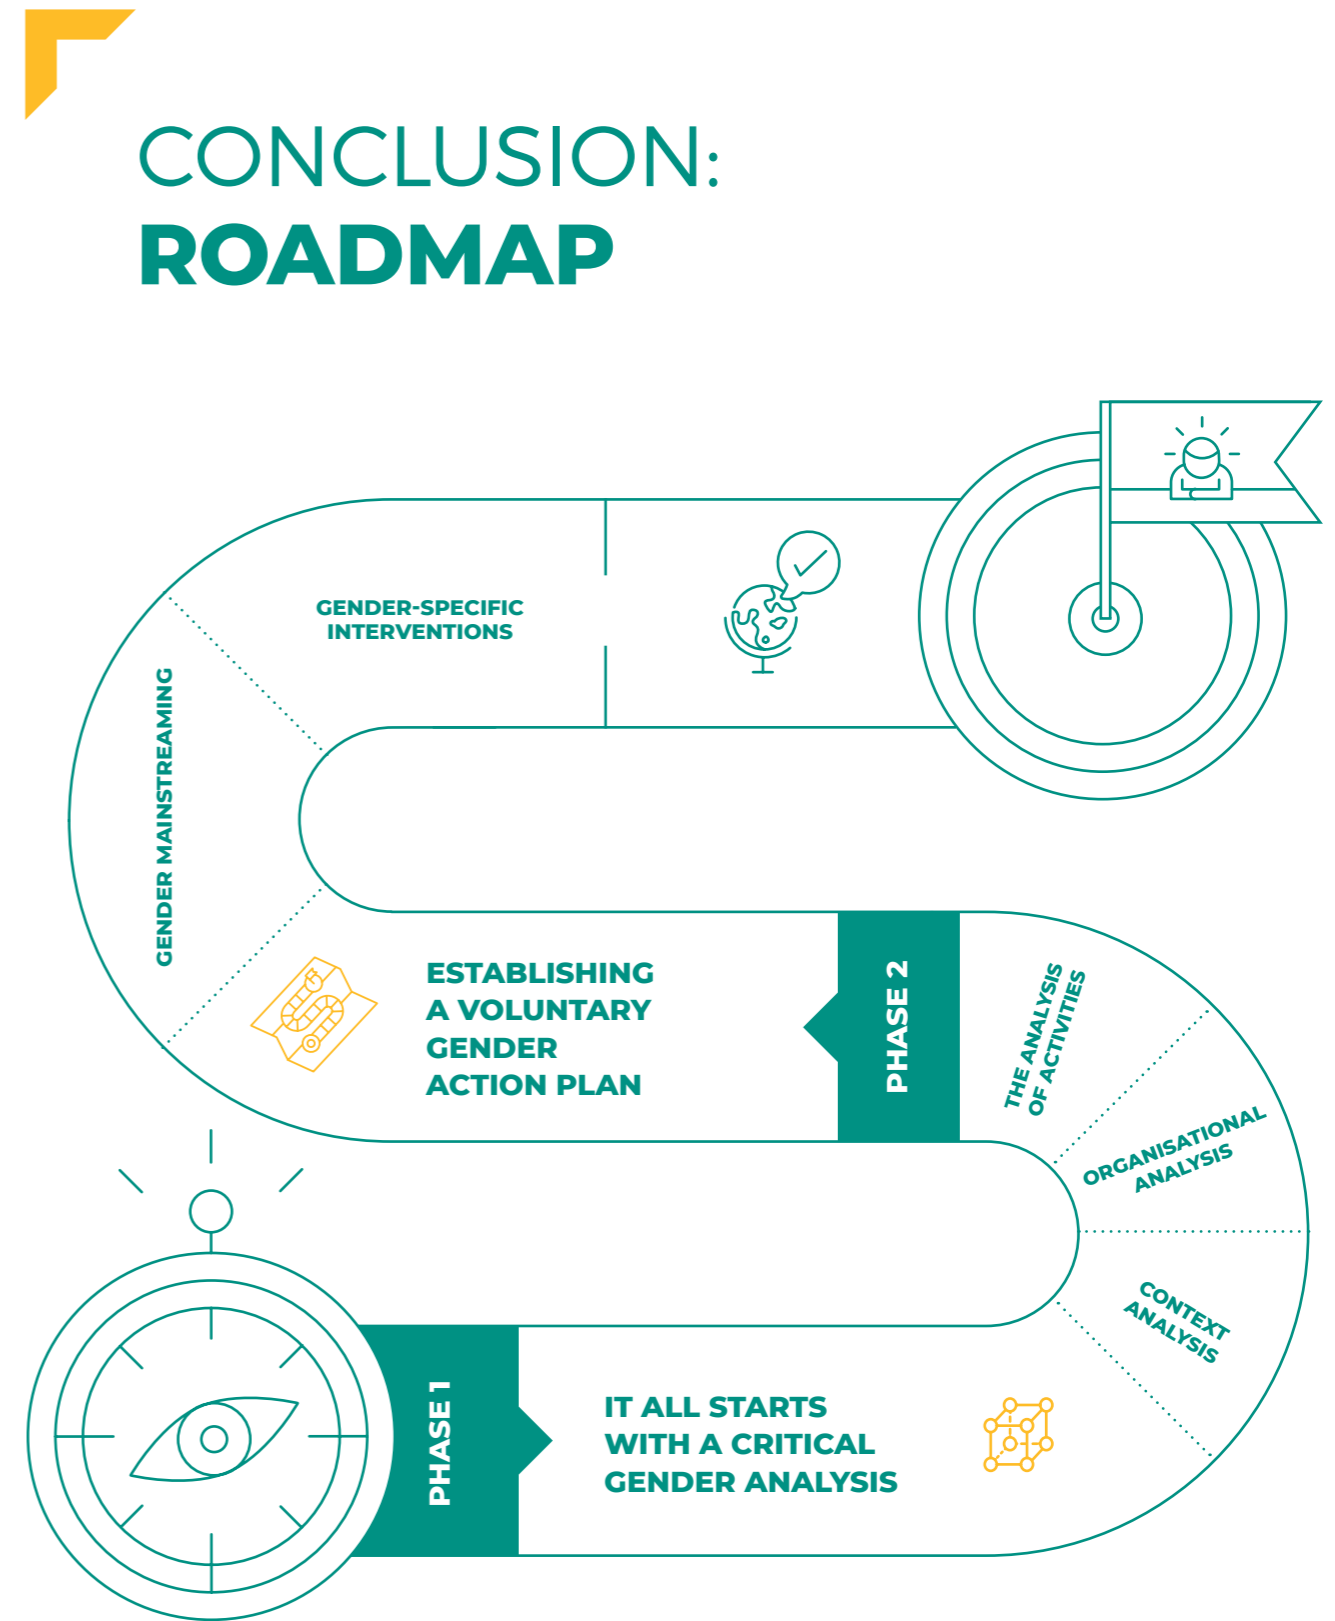 CONCLUSION:
ROADMAP
GENDER-SPECIFIC
INTERVENTIONS
GENDER MAINSTREAMING
ESTABLISHING
A VOLUNTARY
GENDER
ACTION PLAN
PHASE 2
THE ANALYSIS
OF ACTIVITIES
ORGANISATIONAL
ANALYSIS
CONTEXT
ANALYSIS
PHASE 1
IT ALL STARTS
WITH A CRITICAL
GENDER ANALYSIS